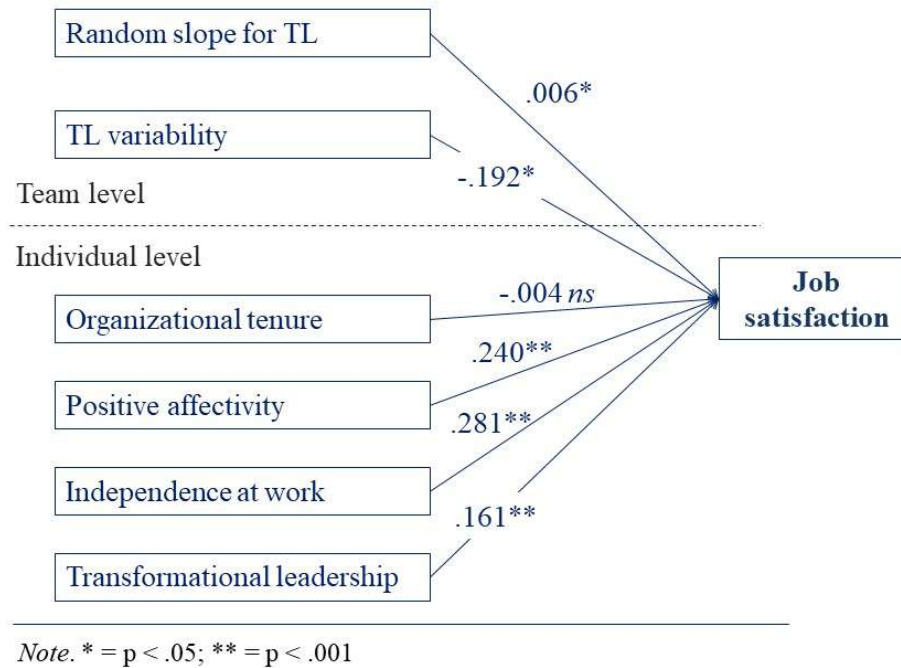 Random slope for TL
.006*
TL variability
-.192*
Team level
Individual level
Job
satisfaction
-.004 ns
Organizational tenure
.240**
Positive affectivity
.281**
Independence at work
.161**
Transformational leadership
Note. * = p < .05; ** = p < .001